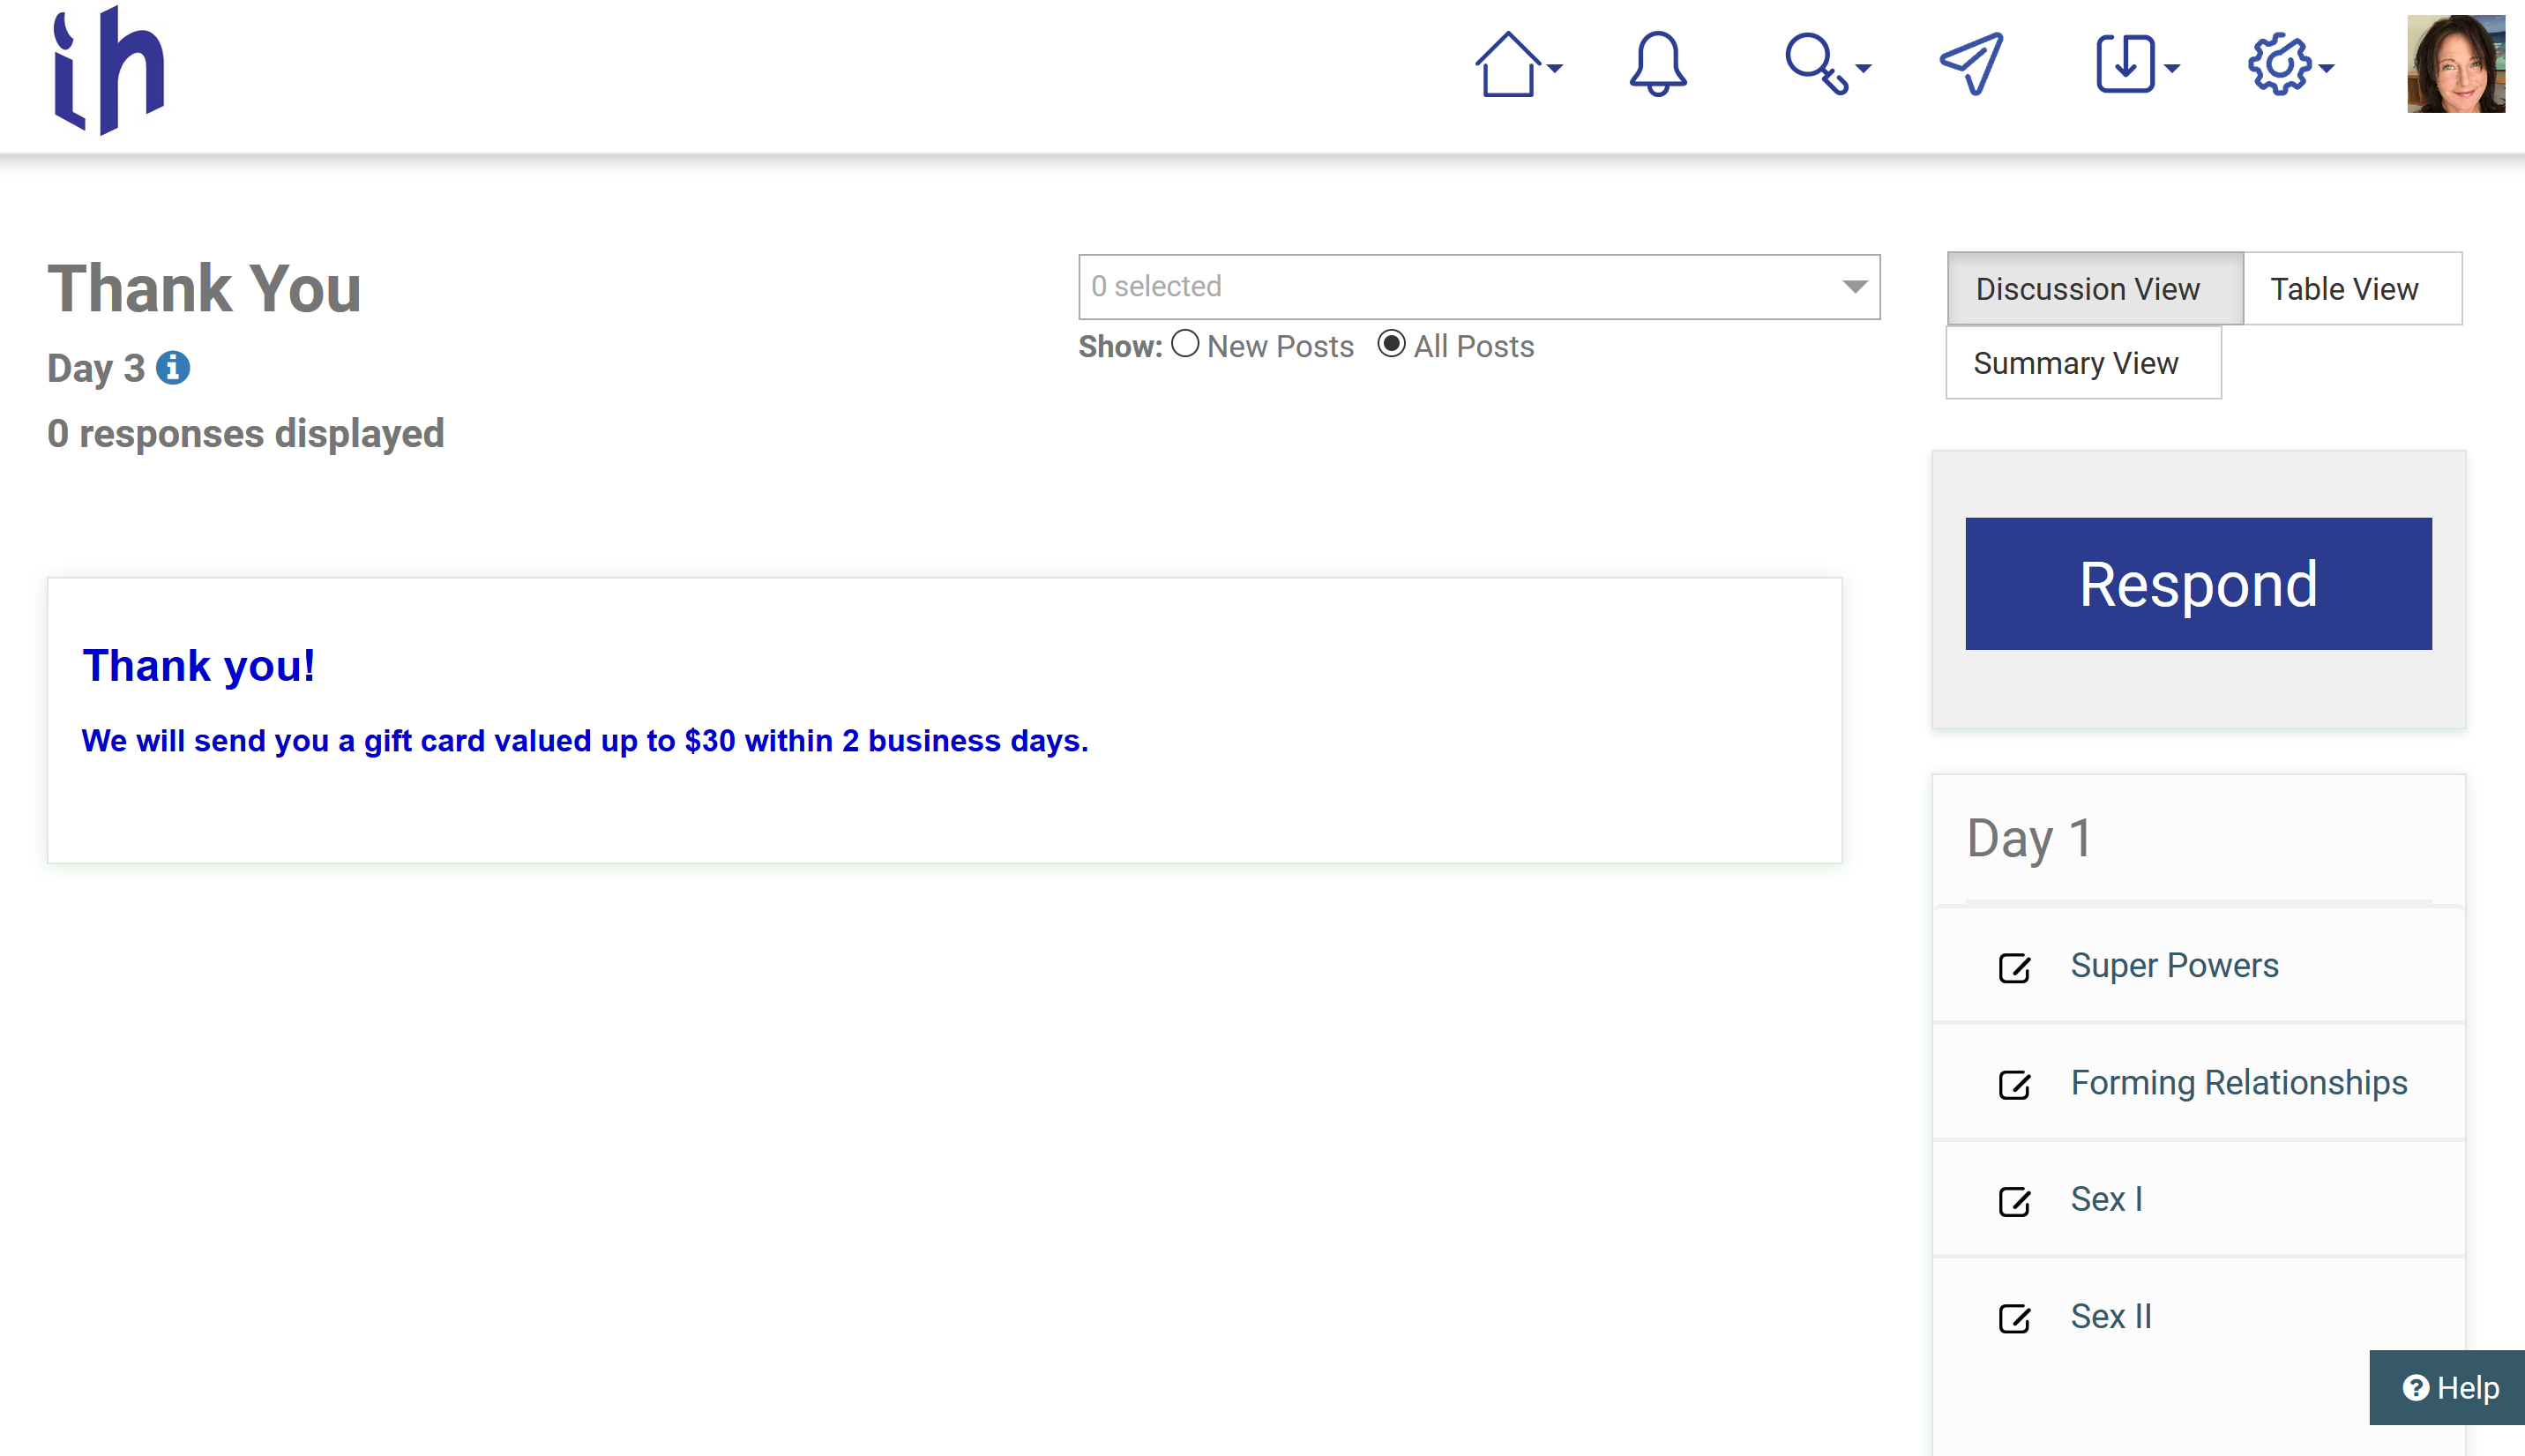 ih
Thank You
Day 3
0 responses displayed
0 selected
Show: New Posts All Posts
Discussion View
Table View
Summary View
Respond
Thank you!
We will send you a gift card valued up to $30 within 2 business days.
Day 1
Super Powers
Forming Relationships
Sex I
Sex II
Help